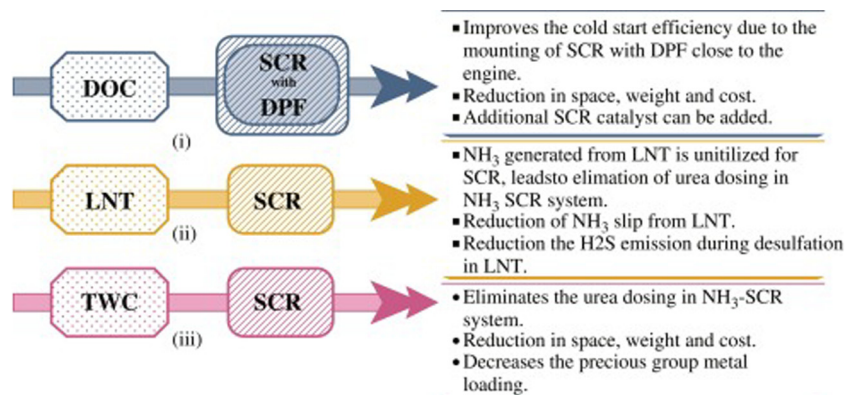 DOC
SCR
with
DPF
(i)
▪ Improves the cold start efficiency due to the
mounting of SCR with DPF close to the
engine.
▪ Reduction in space, weight and cost.
▪ Additional SCR catalyst can be added.
LNT
SCR
(ii)
▪ NH₃ generated from LNT is unitilized for
SCR, leadsto elimation of urea dosing in
NH₃ SCR system.
▪ Reduction of NH₃ slip from LNT.
▪ Reduction the H2S emission during desulfation
in LNT.
TWC
SCR
(iii)
• Eliminates the urea dosing in NH₃-SCR
system.
• Reduction in space, weight and cost.
• Decreases the precious group metal
loading.